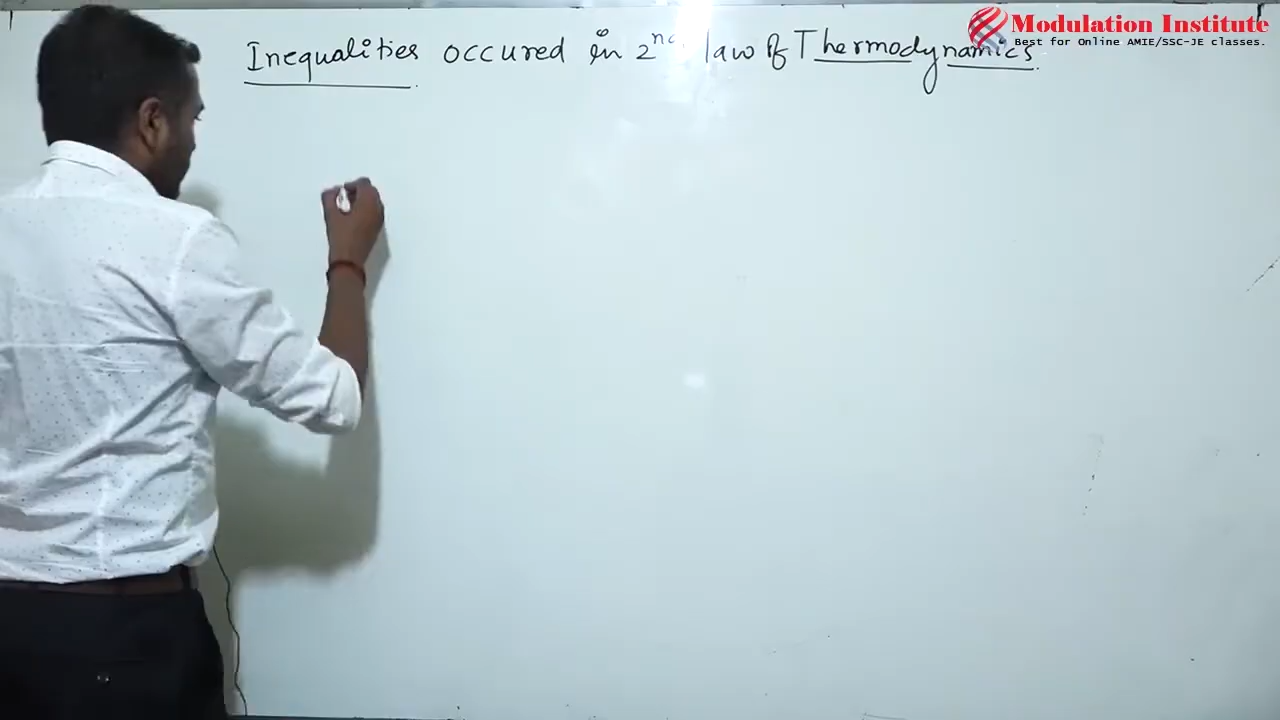 Modulation Institute
Best for Online AMIE/SSC-JE classes.
Inequalities occured in 2nd law of Thermodynamics.